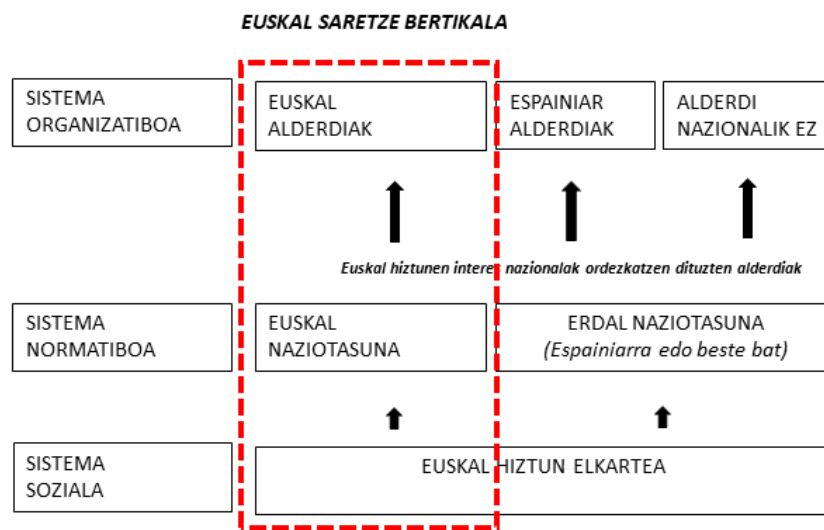 EUSKAL SARETZE BERTIKALA
SISTEMA
ORGANIZATIBOA
EUSKAL
ALDERDIAK
ESPAINIAR
ALDERDIAK
ALDERDI
NAZIONALIK EZ
Euskal hiztunen interes nazionalak ordezkatzen dituzten alderdiak
SISTEMA
NORMATIBOA
EUSKAL
NAZIOTASUNA
ERDAL NAZIOTASUNA
(Espainiarra edo beste bat)
SISTEMA
SOZIALA
EUSKAL HIZTUN ELKARTEA